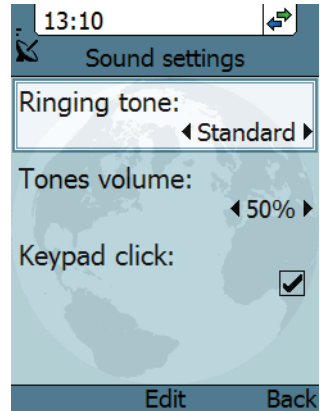 13:10
Sound settings
Ringing tone:
Standard
Tones volume:
50%
Keypad click:
Edit Back